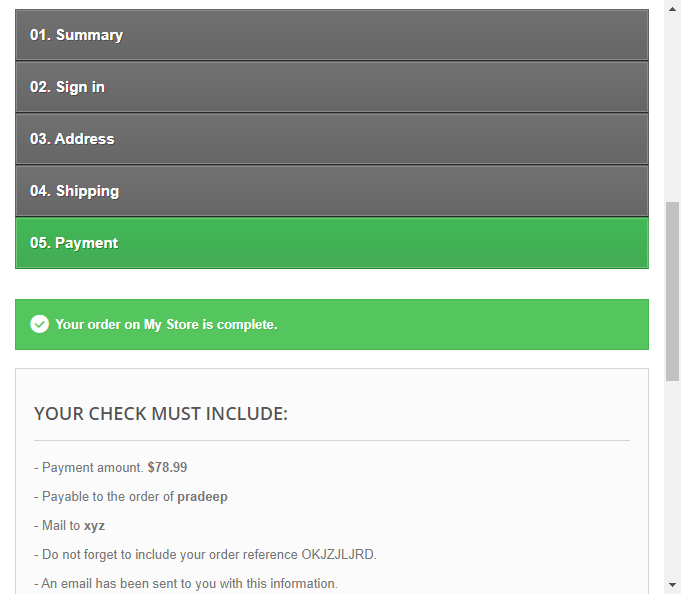 01. Summary
02. Sign in
03. Address
04. Shipping
05. Payment
Your order on My Store is complete.
YOUR CHECK MUST INCLUDE:
- Payment amount. $78.99
- Payable to the order of pradeep
- Mail to xyz
- Do not forget to include your order reference OKJZJLJRD.
- An email has been sent to you with this information.